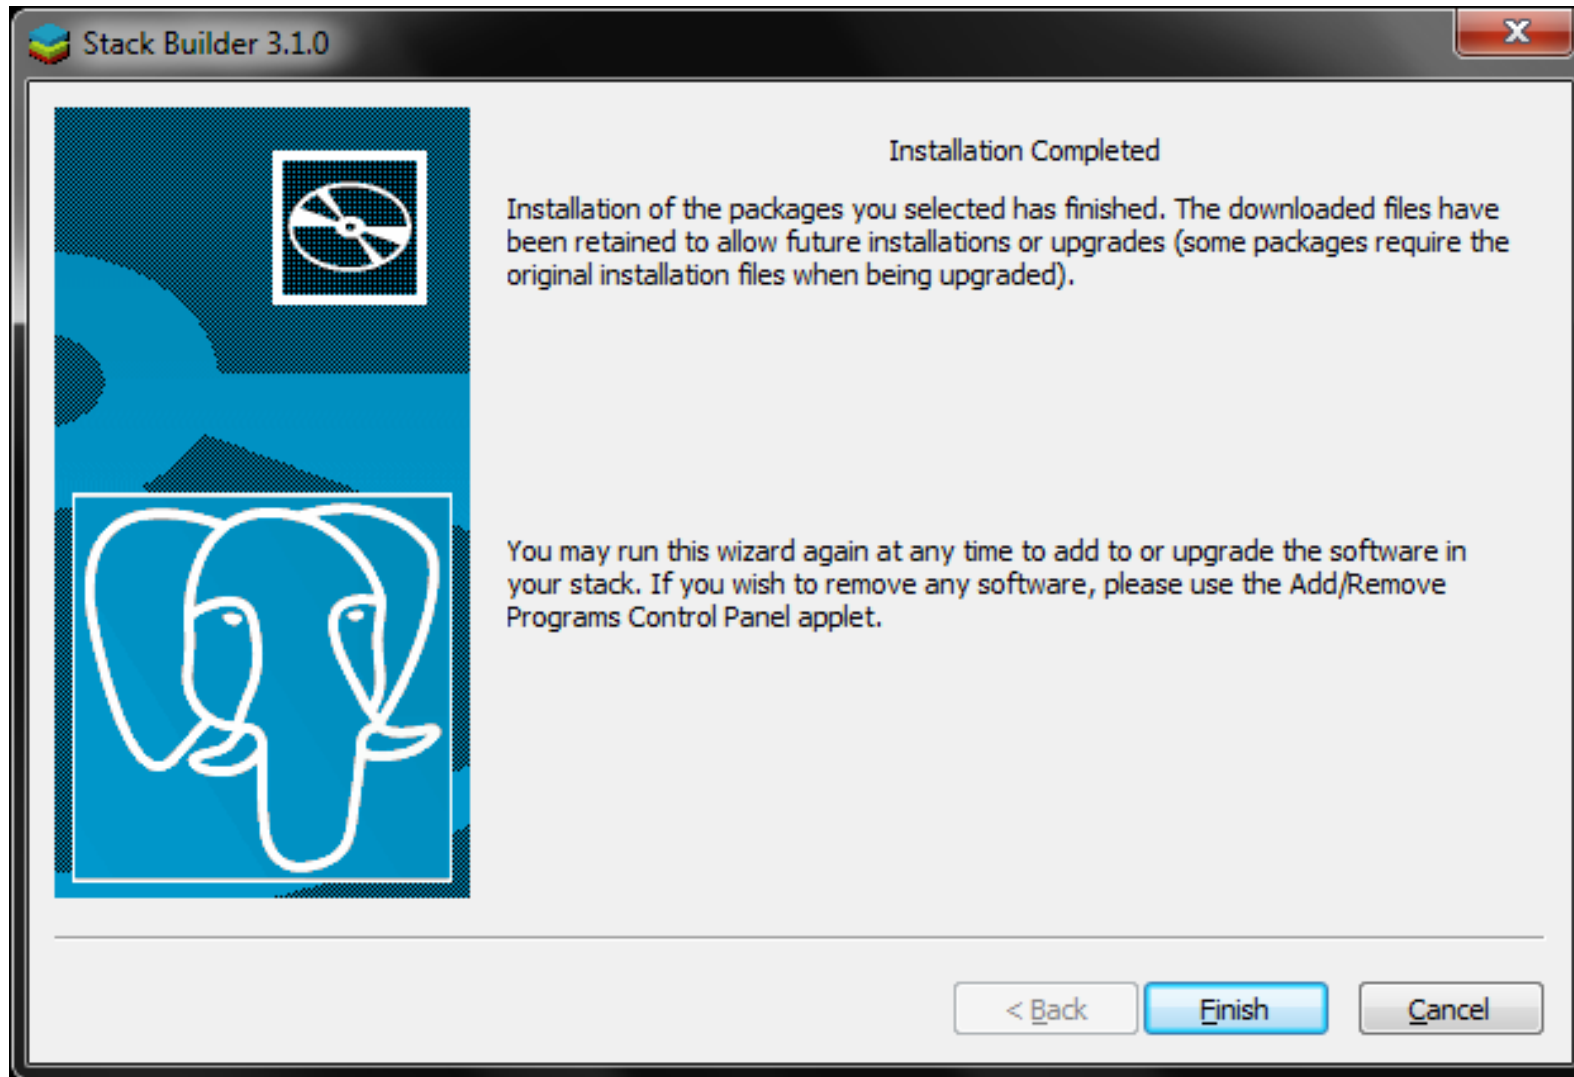 Stack Builder 3.1.0
Installation Completed
Installation of the packages you selected has finished. The downloaded files have
been retained to allow future installations or upgrades (some packages require the
original installation files when being upgraded).
You may run this wizard again at any time to add to or upgrade the software in
your stack. If you wish to remove any software, please use the Add/Remove
Programs Control Panel applet.
< Back
Finish
Cancel